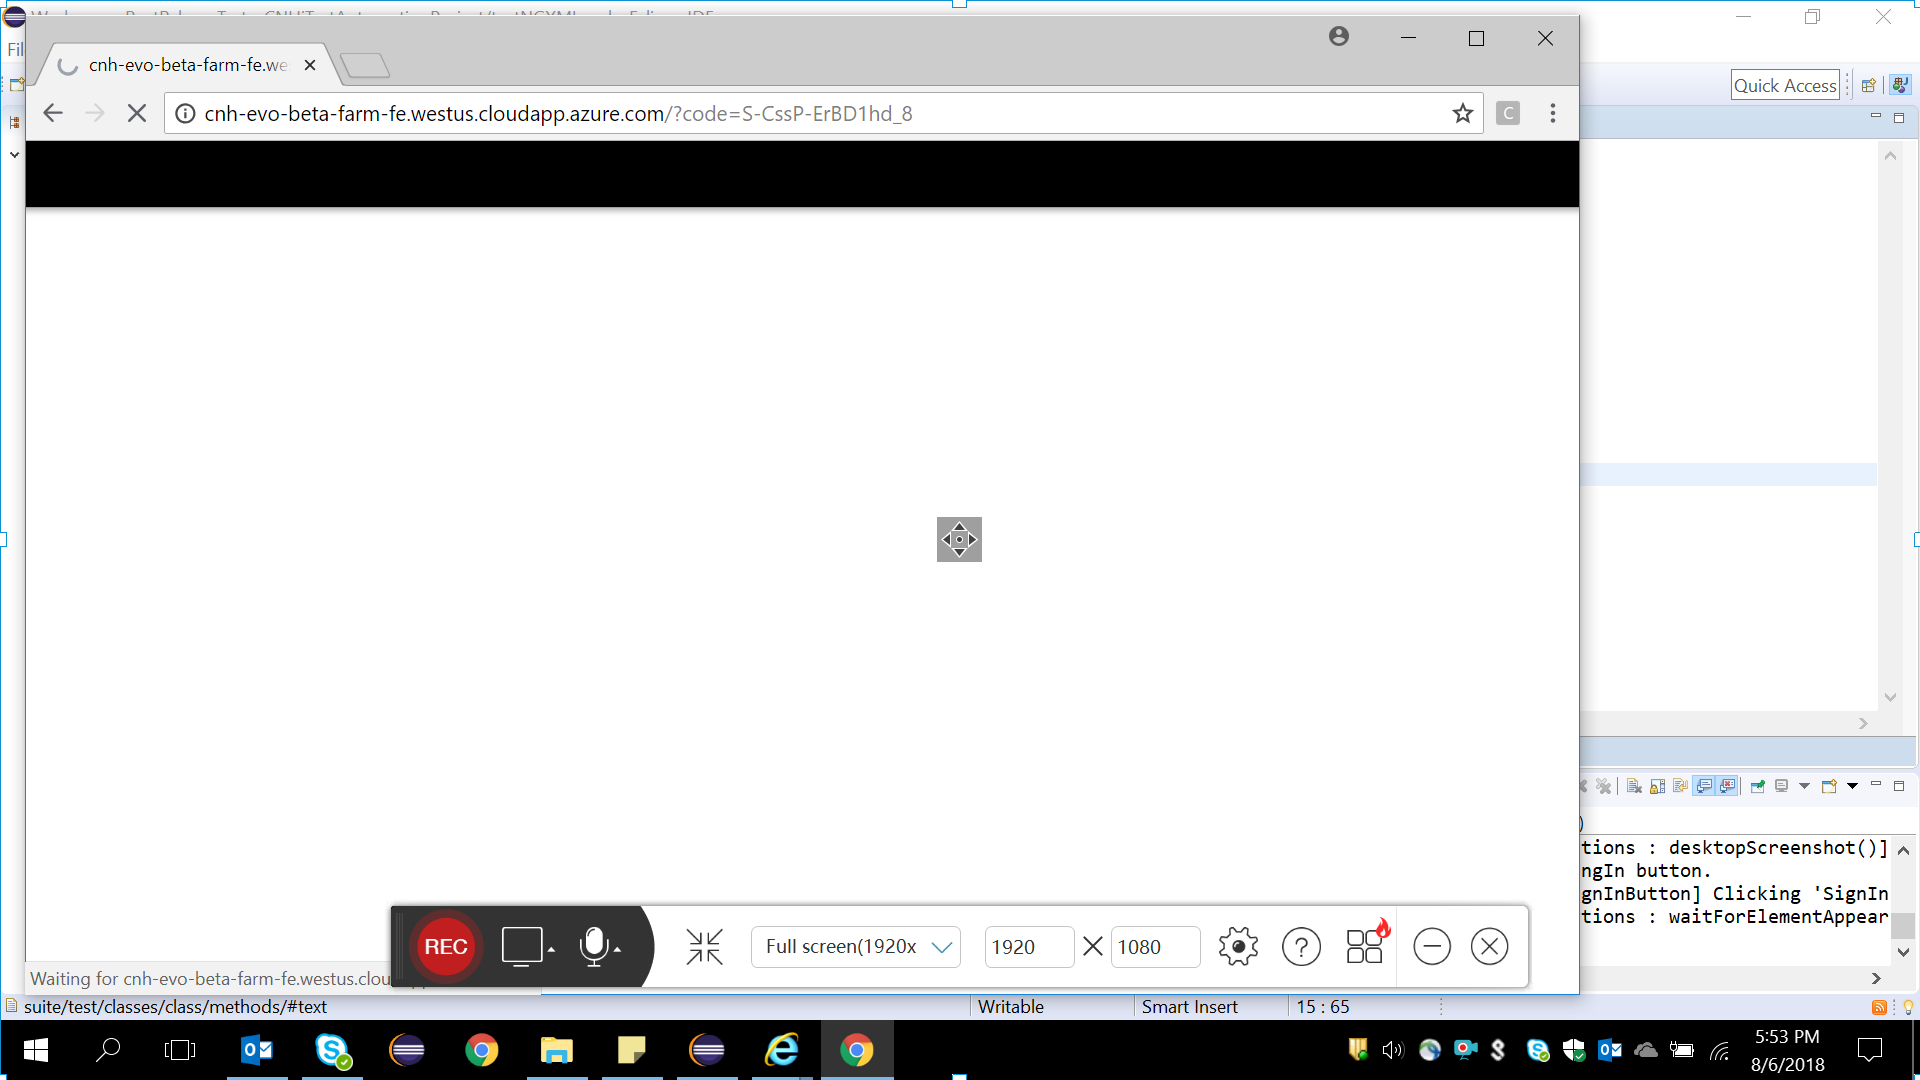 cnh-evo-beta-farm-fe.we
Fil
Quick Access
cnh-evo-beta-farm-fe.westus.cloudapp.azure.com/?code=S-CssP-ErBD1hd_8
C
)
tions : desktopScreenshot()]
ngIn button.
gnInButton] Clicking 'SignIn
tions : waitForElementAppear
REC
Full screen(1920x
1920
1080
Waiting for cnh-evo-beta-farm-fe.westus.clou
suite/test/classes/class/methods/#text
Writable
Smart Insert
15 : 65
5:53 PM
8/6/2018